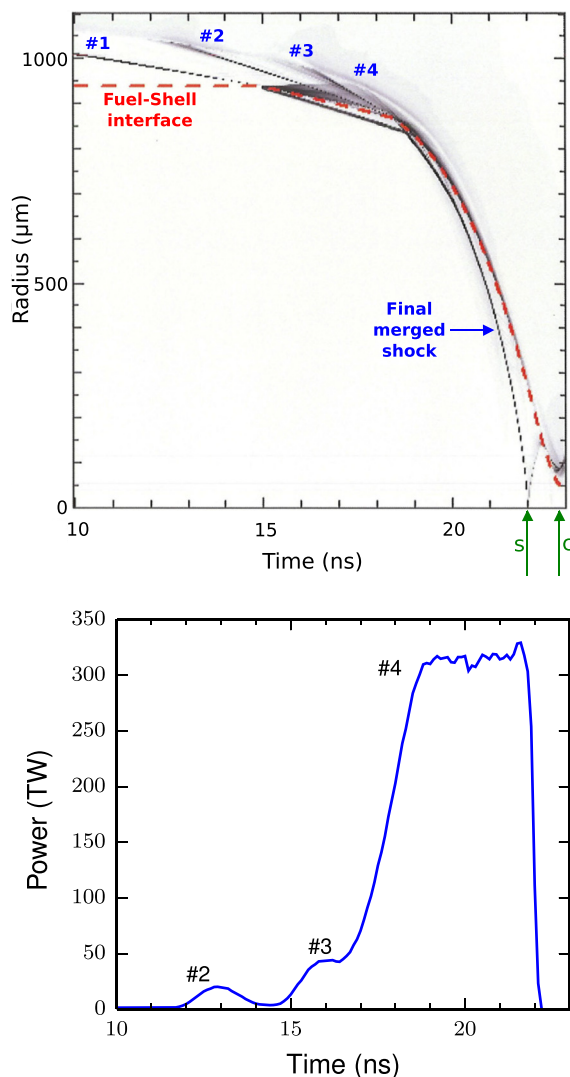 1000
#1
#2
#3
#4
Fuel-Shell
interface
Radius (μm)
500
Final
merged
shock
0
10
15
20
s
Time (ns)
350
300
#4
250
Power (TW)
200
150
100
50
#3
#2
0
10
15
20
Time (ns)